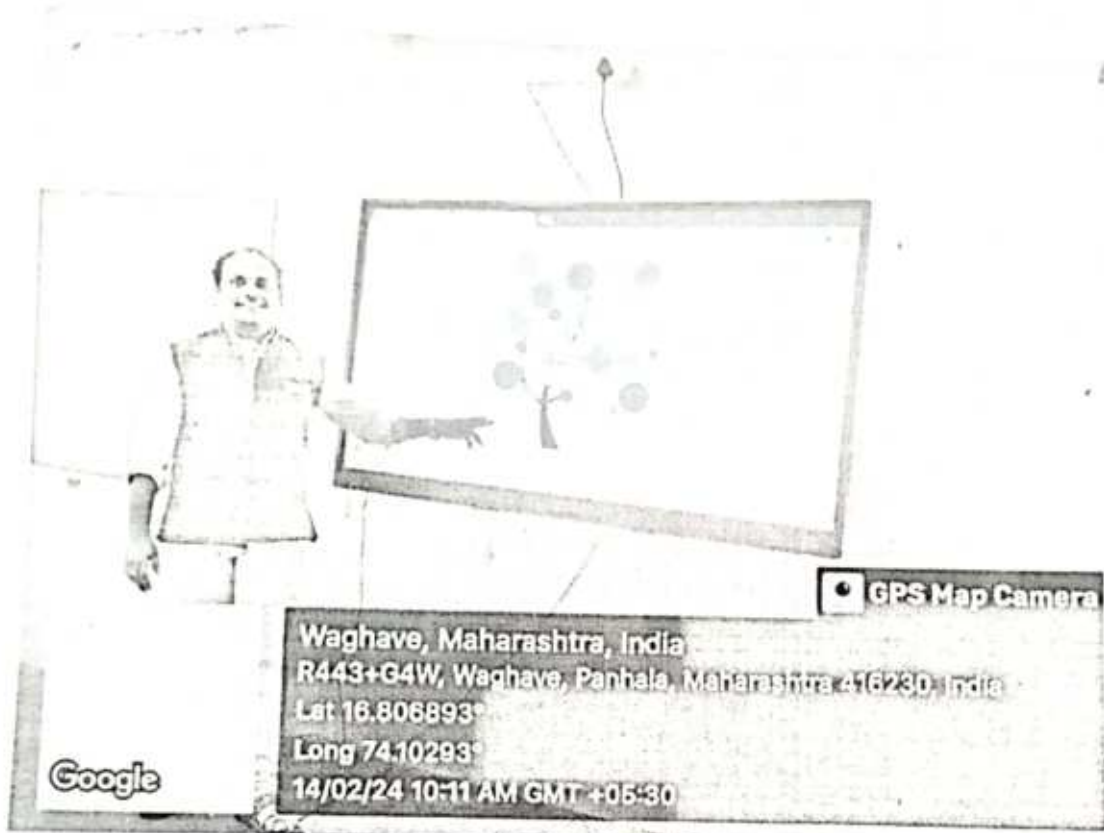 GPS Map Camera
Waghave, Maharashtra, India
R443+G4W, Waghave, Panhala, Maharashtra 416230, India
Lat 16.806893°
Long 74.10293°
14/02/24 10:11 AM GMT +05:30
Google